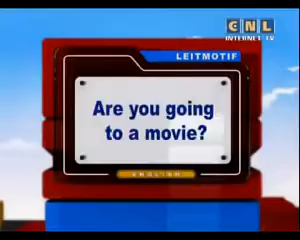 CNL
INTERNET TV
LEITMOTIF
Are you going
to a movie?
ENGLISH